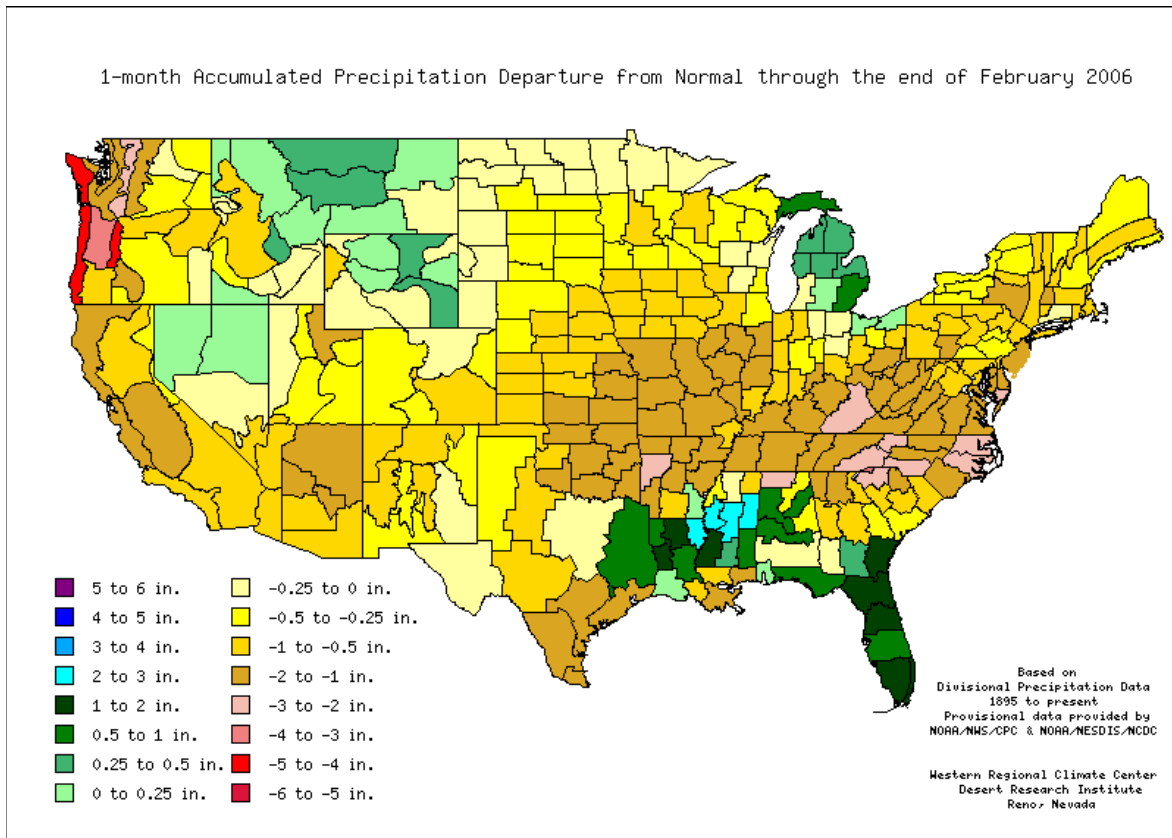 1-month Accumulated Precipitation Departure from Normal through the end of February 2006
5 to 6 in.
4 to 5 in.
3 to 4 in.
2 to 3 in.
1 to 2 in.
0.5 to 1 in.
0.25 to 0.5 in.
0 to 0.25 in.
-0.25 to 0 in.
-0.5 to -0.25 in.
-1 to -0.5 in.
-2 to -1 in.
-3 to -2 in.
-4 to -3 in.
-5 to -4 in.
-6 to -5 in.
Based on
Divisional Precipitation Data
1895 to present
Provisional data provided by
NOAA/NWS/CPC & NOAA/NESDIS/NCDC
Western Regional Climate Center
Desert Research Institute
Reno, Nevada